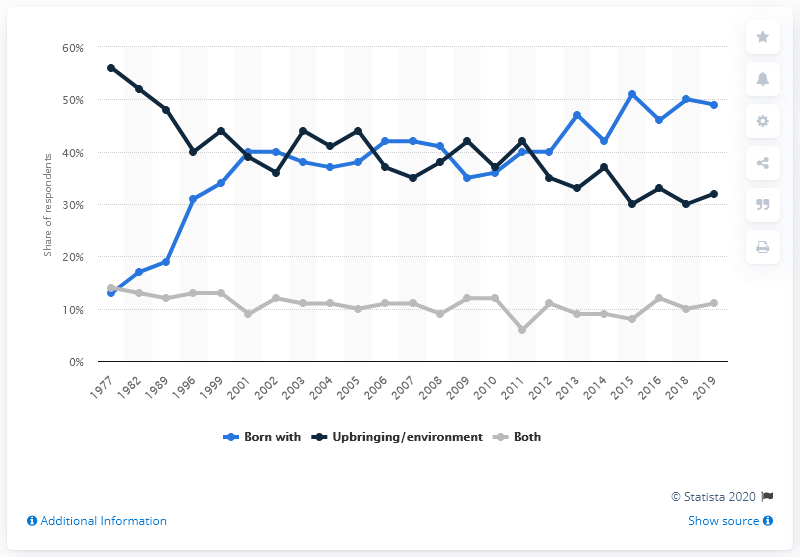 60%
50%
40%
30%
20%
10%
0%
Share of respondents
1977 1982 1989 1996 1999 2001 2002 2003 2004 2005 2006 2007 2008 2009 2010 2011 2012 2013 2014 2015 2016 2018 2019
Born with Upbringing/environment Both
© Statista 2020
Additional Information Show source